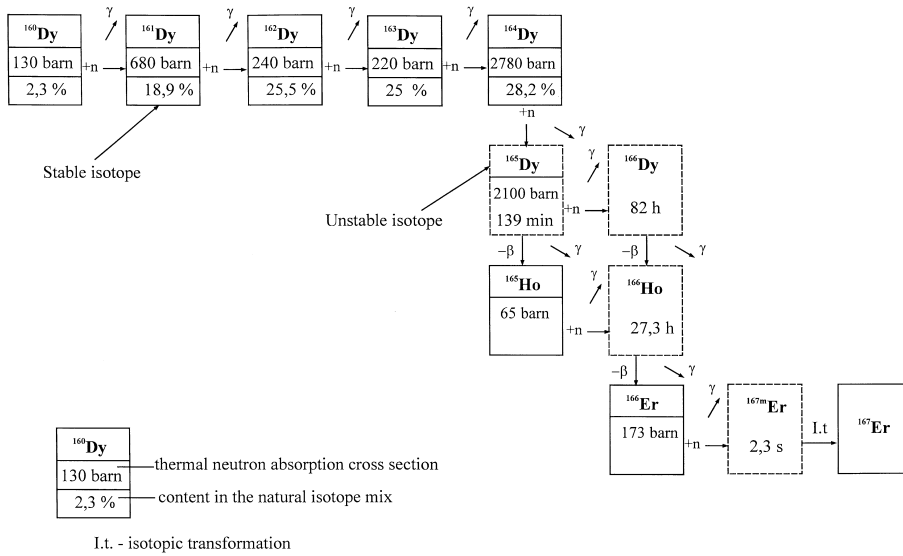 γ γ γ γ
¹⁶⁰Dy ¹⁶¹Dy ¹⁶²Dy ¹⁶³Dy ¹⁶⁴Dy
130 barn +n 680 barn +n 240 barn +n 220 barn +n 2780 barn
2,3 % 18,9 % 25,5 % 25 % 28,2 %
+n γ
Stable isotope
¹⁶⁵Dy γ ¹⁶⁶Dy
2100 barn
Unstable isotope 139 min +n 82 h
−β γ −β γ
¹⁶⁵Ho γ ¹⁶⁶Ho
65 barn +n 27,3 h
−β γ
¹⁶⁶Er γ ¹⁶⁷ᵐEr ¹⁶⁷Er
173 barn +n 2,3 s I.t
¹⁶⁰Dy
130 barn thermal neutron absorption cross section
2,3 % content in the natural isotope mix
I.t. - isotopic transformation